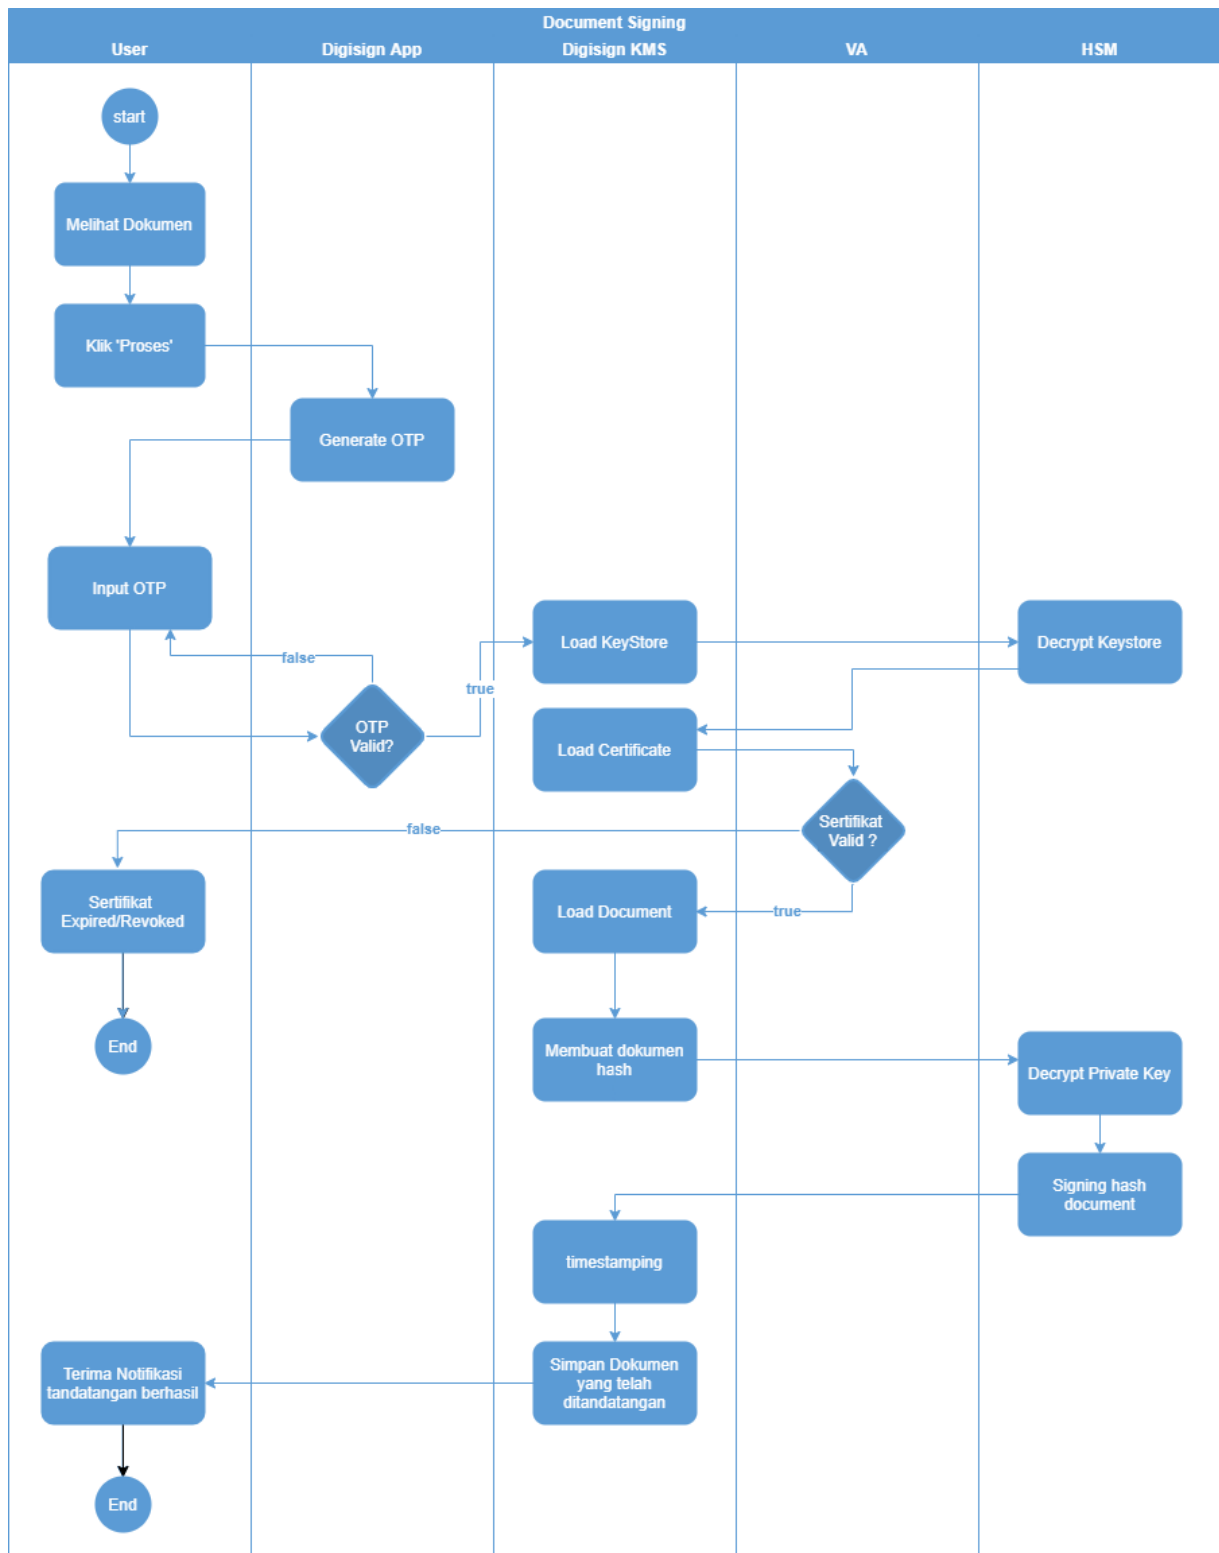 Document Signing
User
Digisign App
Digisign KMS
VA
HSM
start
Melihat Dokumen
Klik 'Proses'
Generate OTP
Input OTP
Load KeyStore
Decrypt Keystore
false
true
OTP
Valid?
Load Certificate
Sertifikat
Valid ?
false
Sertifikat
Expired/Revoked
Load Document
true
End
Membuat dokumen
hash
Decrypt Private Key
Signing hash
document
timestamping
Terima Notifikasi
tandatangan berhasil
Simpan Dokumen
yang telah
ditandatangan
End